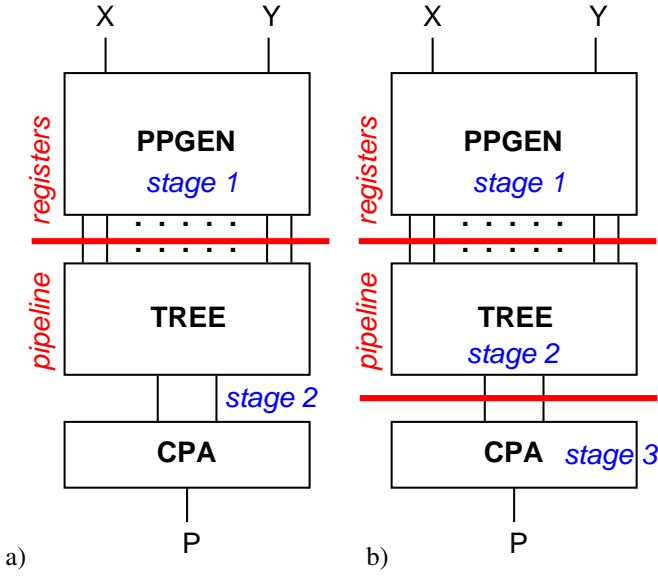 X Y
PPGEN
stage 1
registers
pipeline
TREE
stage 2
CPA
P
a)
X Y
PPGEN
stage 1
registers
pipeline
TREE
stage 2
CPA
stage 3
P
b)